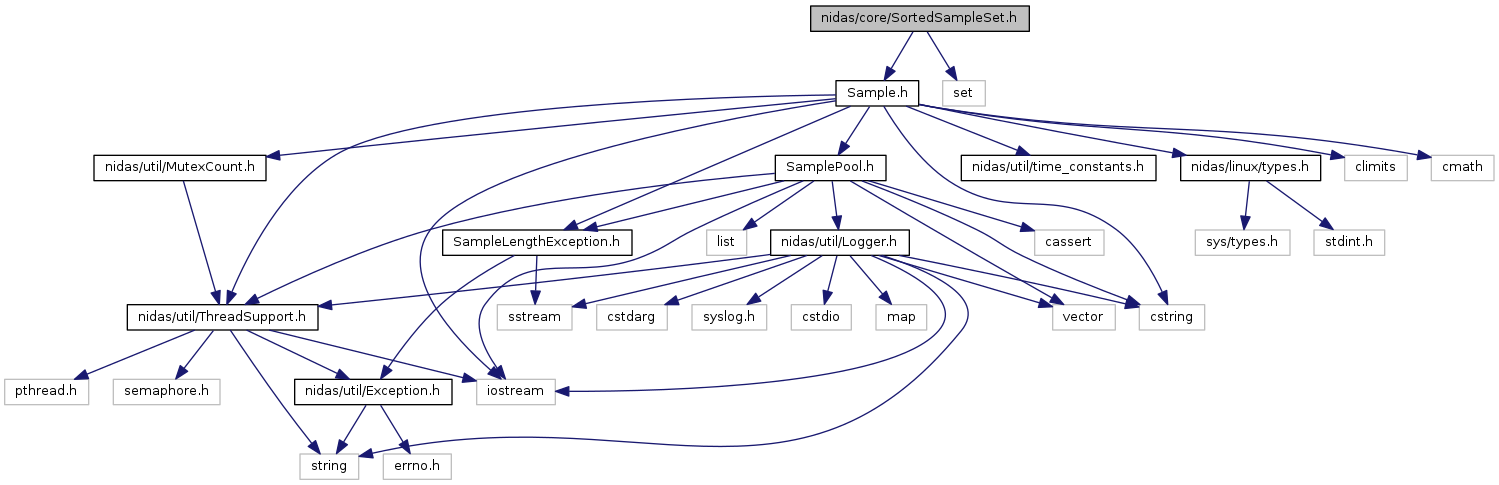 nidas/core/SortedSampleSet.h
Sample.h
set
nidas/util/MutexCount.h
SamplePool.h
nidas/util/time_constants.h
nidas/linux/types.h
climits
cmath
SampleLengthException.h
list
nidas/util/Logger.h
cassert
sys/types.h
stdint.h
nidas/util/ThreadSupport.h
sstream
cstdarg
syslog.h
cstdio
map
vector
cstring
pthread.h
semaphore.h
nidas/util/Exception.h
iostream
string
errno.h